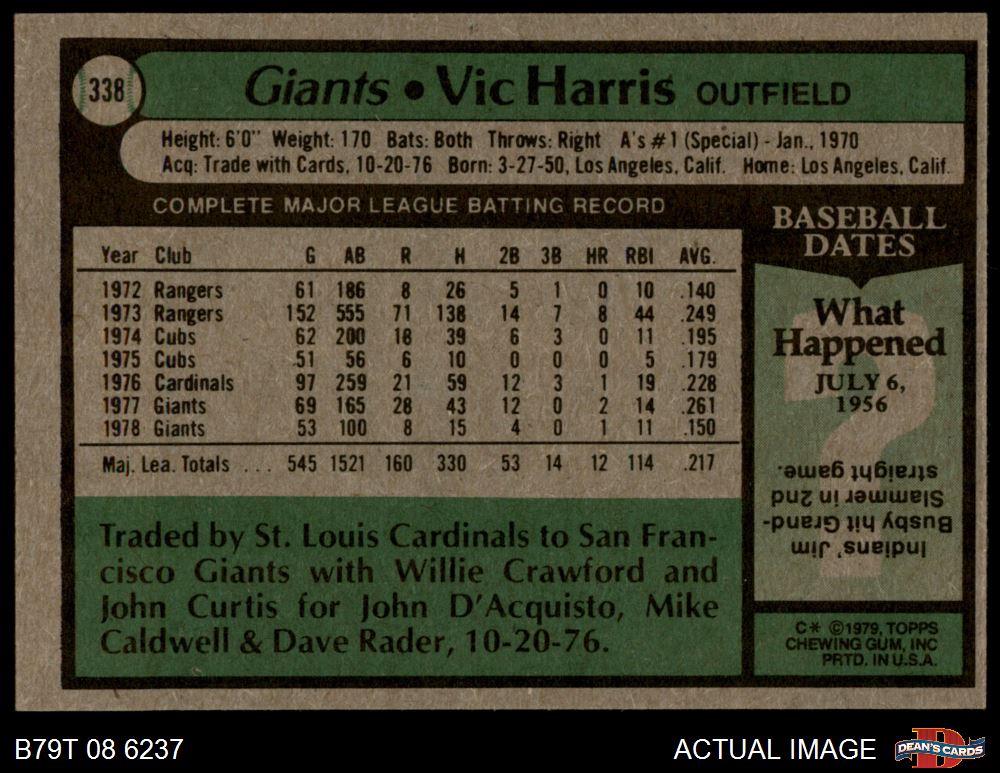 338
Giants • Vic Harris OUTFIELD
Height: 6'0" Weight: 170 Bats: Both Throws: Right A's #1 (Special) - Jan., 1970
Acq: Trade with Cards, 10-20-76 Born: 3-27-50, Los Angeles, Calif. Home: Los Angeles, Calif.
COMPLETE MAJOR LEAGUE BATTING RECORD
Year Club G AB R H 2B 3B HR RBI AVG.
1972 Rangers 61 186 8 26 5 1 0 10 .140
1973 Rangers 152 555 71 138 14 7 8 44 .249
1974 Cubs 62 200 18 39 6 3 0 11 .195
1975 Cubs 51 56 6 10 0 0 0 5 .179
1976 Cardinals 97 259 21 59 12 3 1 19 .228
1977 Giants 69 165 28 43 12 0 2 14 .261
1978 Giants 53 100 8 15 4 0 1 11 .150
Maj. Lea. Totals ... 545 1521 160 330 53 14 12 114 .217
Traded by St. Louis Cardinals to San Fran-
cisco Giants with Willie Crawford and
John Curtis for John D'Acquisto, Mike
Caldwell & Dave Rader, 10-20-76.
BASEBALL
DATES
What
Happened
JULY 6,
1956
?
Indians' Jim
Busby hit Grand-
Slammer in 2nd
straight game.
C* ©1979, TOPPS
CHEWING GUM, INC
PRTD. IN U.S.A.
B79T 08 6237
ACTUAL IMAGE
D
DEAN'S CARDS